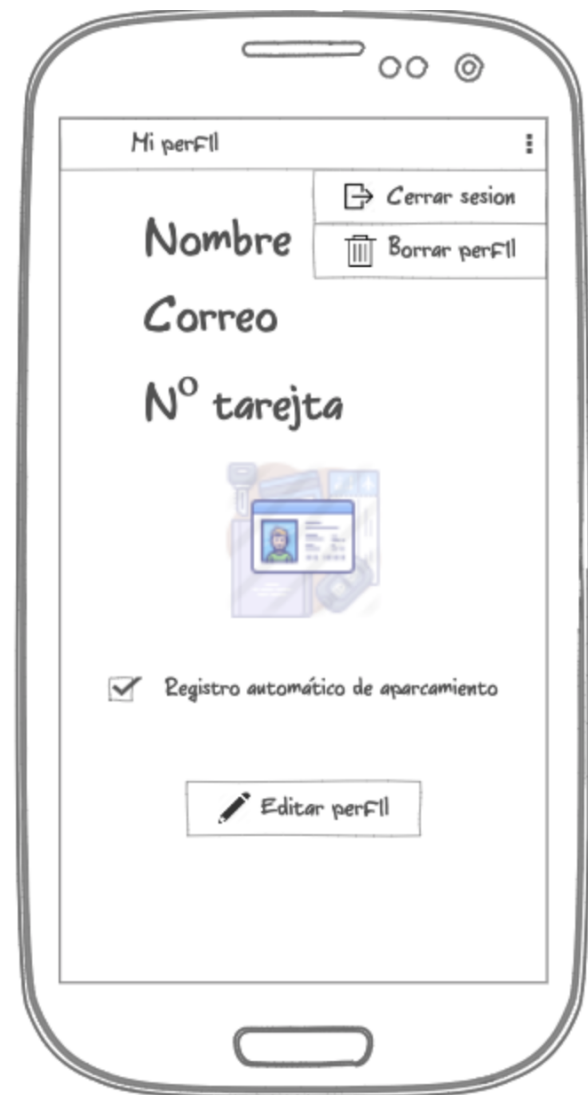 Mi perfil
Cerrar sesion
Borrar perfil
Nombre
Correo
Nº tarejta
Registro automático de aparcamiento
Editar perfil